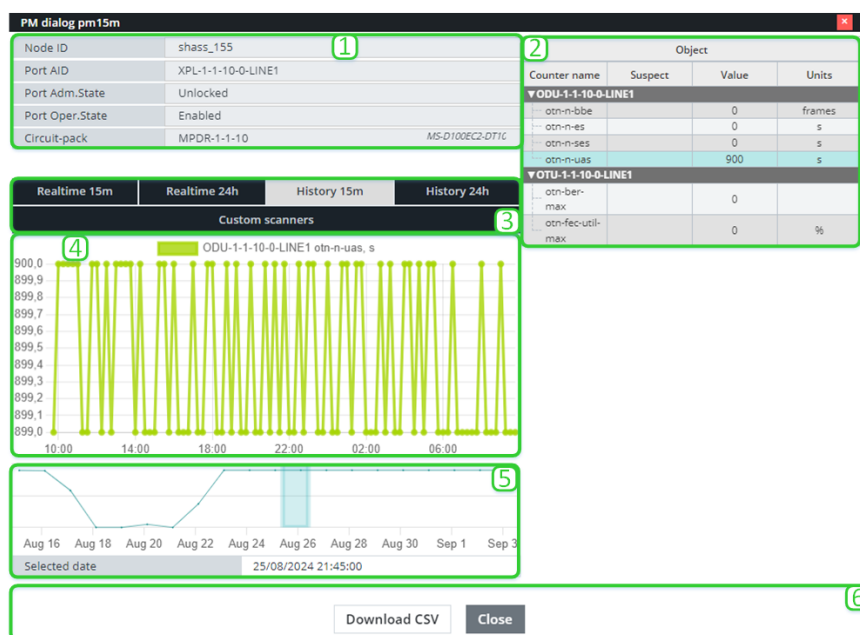 PM dialog pm15m
×
1
Node ID shass_155
Port AID XPL-1-1-10-0-LINE1
Port Adm.State Unlocked
Port Oper.State Enabled
Circuit-pack MPDR-1-1-10 MS-D100EC2-DT10
2
Object
Counter name Suspect Value Units
▼ODU-1-1-10-0-LINE1
otn-n-bbe 0 frames
otn-n-es 0 s
otn-n-ses 0 s
otn-n-uas 900 s
▼OTU-1-1-10-0-LINE1
otn-ber-
max 0
otn-fec-util-
max 0 %
Realtime 15m Realtime 24h History 15m History 24h
Custom scanners
3
4
ODU-1-1-10-0-LINE1 otn-n-uas, s
900,0
899,9
899,8
899,7
899,6
899,5
899,4
899,3
899,2
899,1
899,0
10:00 14:00 18:00 22:00 02:00 06:00
5
Aug 16 Aug 18 Aug 20 Aug 22 Aug 24 Aug 26 Aug 28 Aug 30 Sep 1 Sep 3
Selected date 25/08/2024 21:45:00
6
Download CSV Close